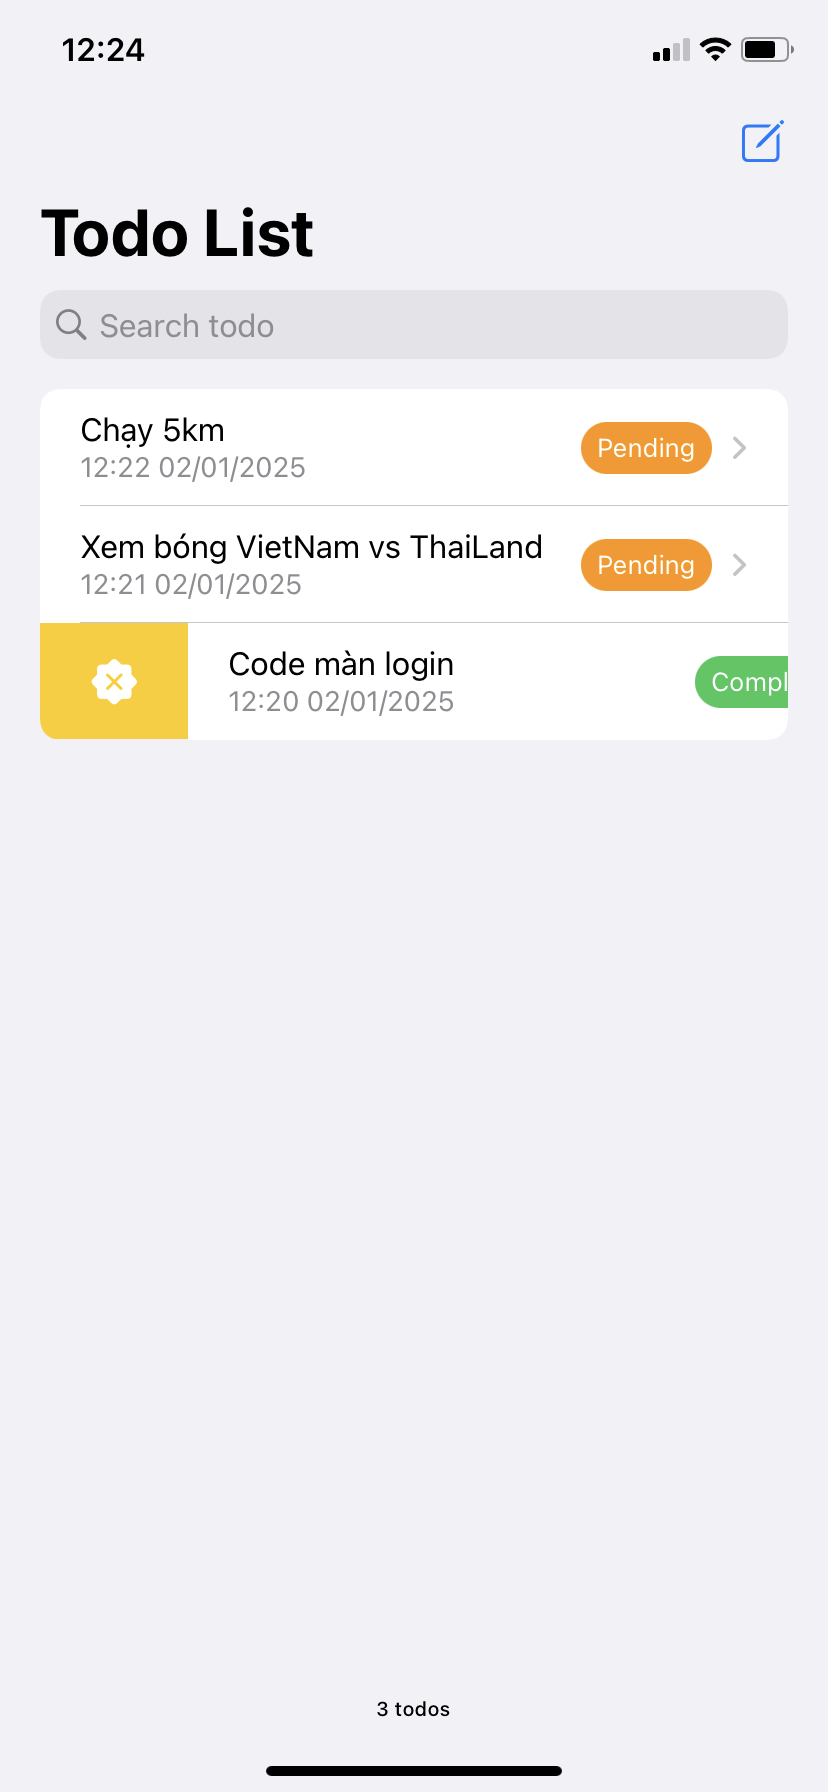 12:24
Todo List
Search todo
Chạy 5km
12:22 02/01/2025
Pending
Xem bóng VietNam vs ThaiLand
12:21 02/01/2025
Pending
Code màn login
12:20 02/01/2025
Compl
3 todos